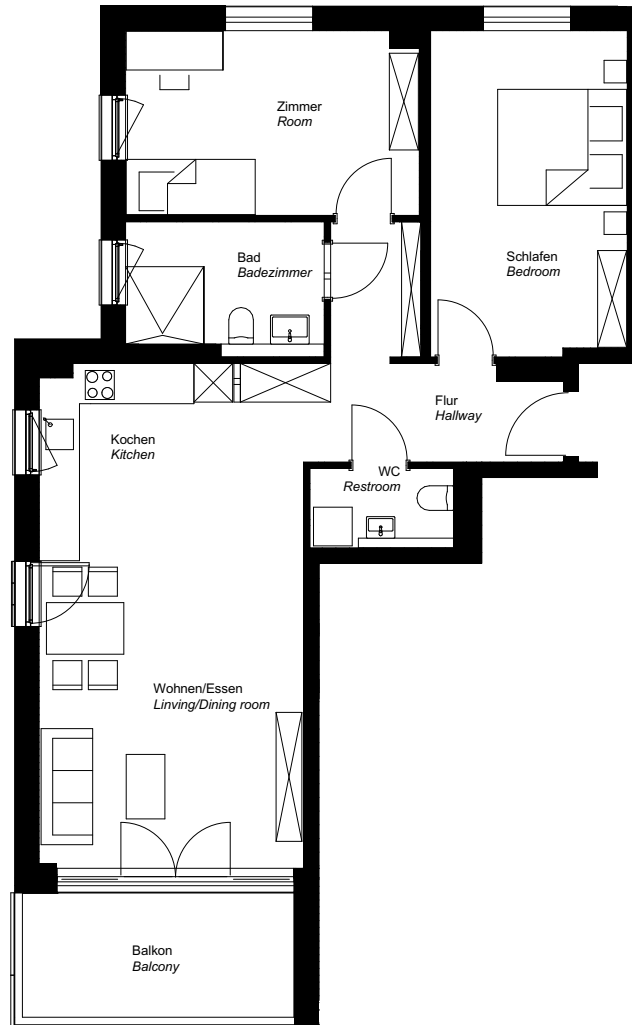 Zimmer
Room
Bad
Badezimmer
Schlafen
Bedroom
Flur
Hallway
Kochen
Kitchen
WC
Restroom
Wohnen/Essen
Linving/Dining room
Balkon
Balcony